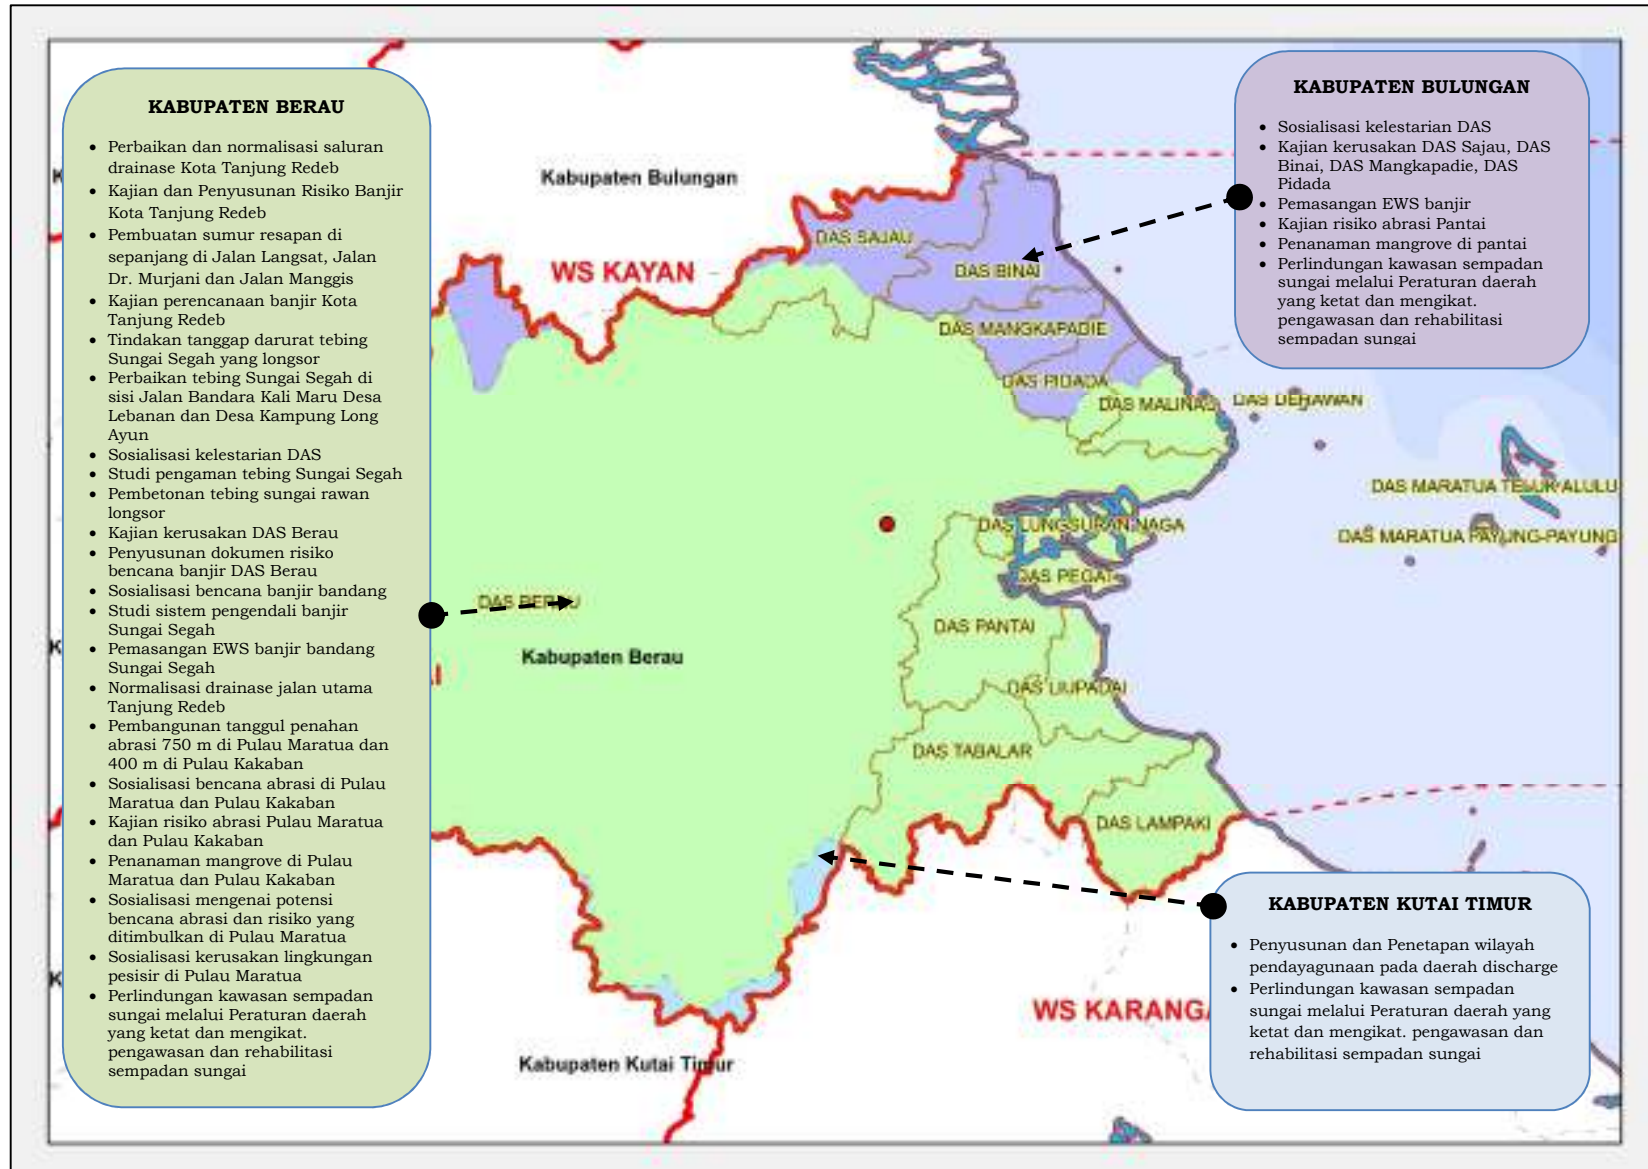 KABUPATEN BERAU
• Perbaikan dan normalisasi saluran
drainase Kota Tanjung Redeb
• Kajian dan Penyusunan Risiko Banjir
Kota Tanjung Redeb
• Pembuatan sumur resapan di
sepanjang di Jalan Langsat, Jalan
Dr. Murjani dan Jalan Manggis
• Kajian perencanaan banjir Kota
Tanjung Redeb
• Tindakan tanggap darurat tebing
Sungai Segah yang longsor
• Perbaikan tebing Sungai Segah di
sisi Jalan Bandara Kali Maru Desa
Lebanan dan Desa Kampung Long
Ayun
• Sosialisasi kelestarian DAS
• Studi pengaman tebing Sungai Segah
• Pembetonan tebing sungai rawan
longsor
• Kajian kerusakan DAS Berau
• Penyusunan dokumen risiko
bencana banjir DAS Berau
• Sosialisasi bencana banjir bandang
• Studi sistem pengendali banjir
Sungai Segah
• Pemasangan EWS banjir bandang
Sungai Segah
• Normalisasi drainase jalan utama
Tanjung Redeb
• Pembangunan tanggul penahan
abrasi 750 m di Pulau Maratua dan
400 m di Pulau Kakaban
• Sosialisasi bencana abrasi di Pulau
Maratua dan Pulau Kakaban
• Kajian risiko abrasi Pulau Maratua
dan Pulau Kakaban
• Penanaman mangrove di Pulau
Maratua dan Pulau Kakaban
• Sosialisasi mengenai potensi
bencana abrasi dan risiko yang
ditimbulkan di Pulau Maratua
• Sosialisasi kerusakan lingkungan
pesisir di Pulau Maratua
• Perlindungan kawasan sempadan
sungai melalui Peraturan daerah
yang ketat dan mengikat.
pengawasan dan rehabilitasi
sempadan sungai
KABUPATEN BULUNGAN
• Sosialisasi kelestarian DAS
• Kajian kerusakan DAS Sajau, DAS
Binai, DAS Mangkapadie, DAS
Pidada
• Pemasangan EWS banjir
• Kajian risiko abrasi Pantai
• Penanaman mangrove di pantai
• Perlindungan kawasan sempadan
sungai melalui Peraturan daerah
yang ketat dan mengikat.
pengawasan dan rehabilitasi
sempadan sungai
Kabupaten Bulungan
WS KAYAN
DAS SAJAU
DAS BINAI
DAS MANGKAPADIE
DAS PIDADA
DAS MALINAU
DAS DERAWAN
DAS MARATUA TELUK ALULU
DAS MARATUA PAYUNG-PAYUNG
DAS LUNGSURAN NAGA
DAS PEGAT
DAS BERAU
Kabupaten Berau
DAS PANTAI
DAS LIUPADAI
DAS TABALAR
DAS LAMPAKI
WS KARANGA
Kabupaten Kutai Timur
KABUPATEN KUTAI TIMUR
• Penyusunan dan Penetapan wilayah
pendayagunaan pada daerah discharge
• Perlindungan kawasan sempadan
sungai melalui Peraturan daerah yang
ketat dan mengikat. pengawasan dan
rehabilitasi sempadan sungai